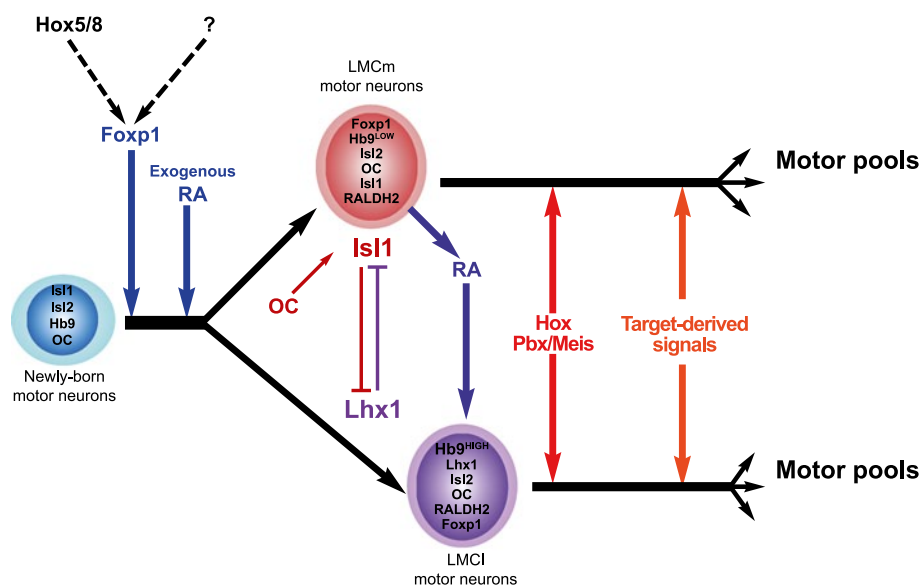 Hox5/8
?
Foxp1
Exogenous
RA
Isl1
Isl2
Hb9
OC
Newly-born
motor neurons
LMCm
motor neurons
Foxp1
Hb9LOW
Isl2
OC
Isl1
RALDH2
Isl1
OC
Lhx1
RA
Hb9HIGH
Lhx1
Isl2
OC
RALDH2
Foxp1
LMCl
motor neurons
Hox
Pbx/Meis
Target-derived
signals
Motor pools
Motor pools